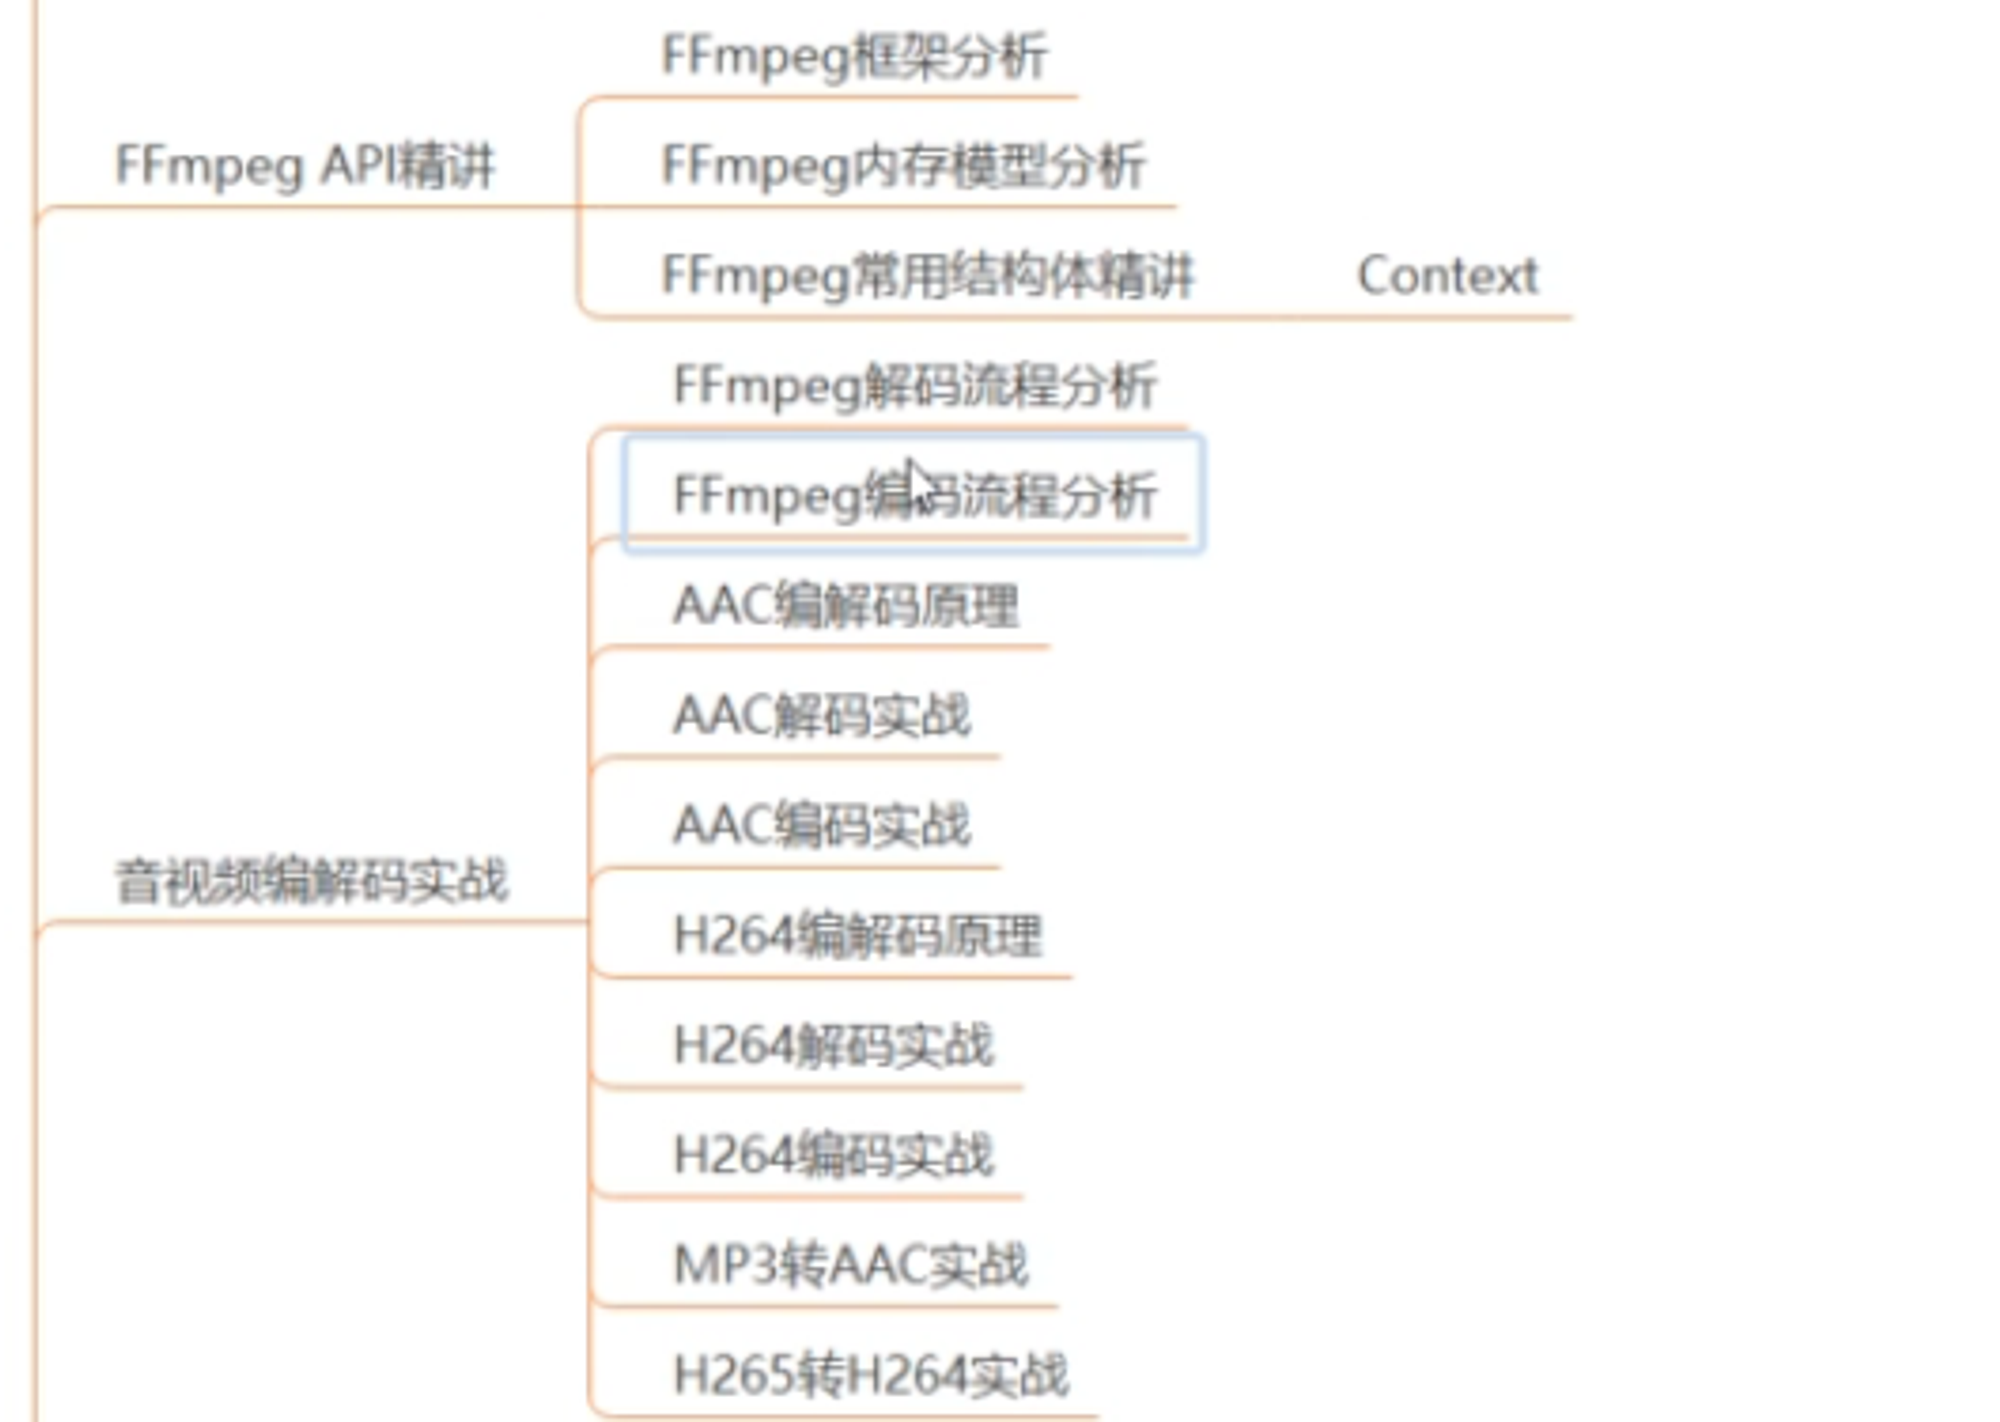 FFmpeg框架分析
FFmpeg API精讲
FFmpeg内存模型分析
FFmpeg常用结构体精讲
Context
FFmpeg解码流程分析
FFmpeg编码流程分析
AAC编解码原理
AAC解码实战
AAC编码实战
音视频编解码实战
H264编解码原理
H264解码实战
H264编码实战
MP3转AAC实战
H265转H264实战